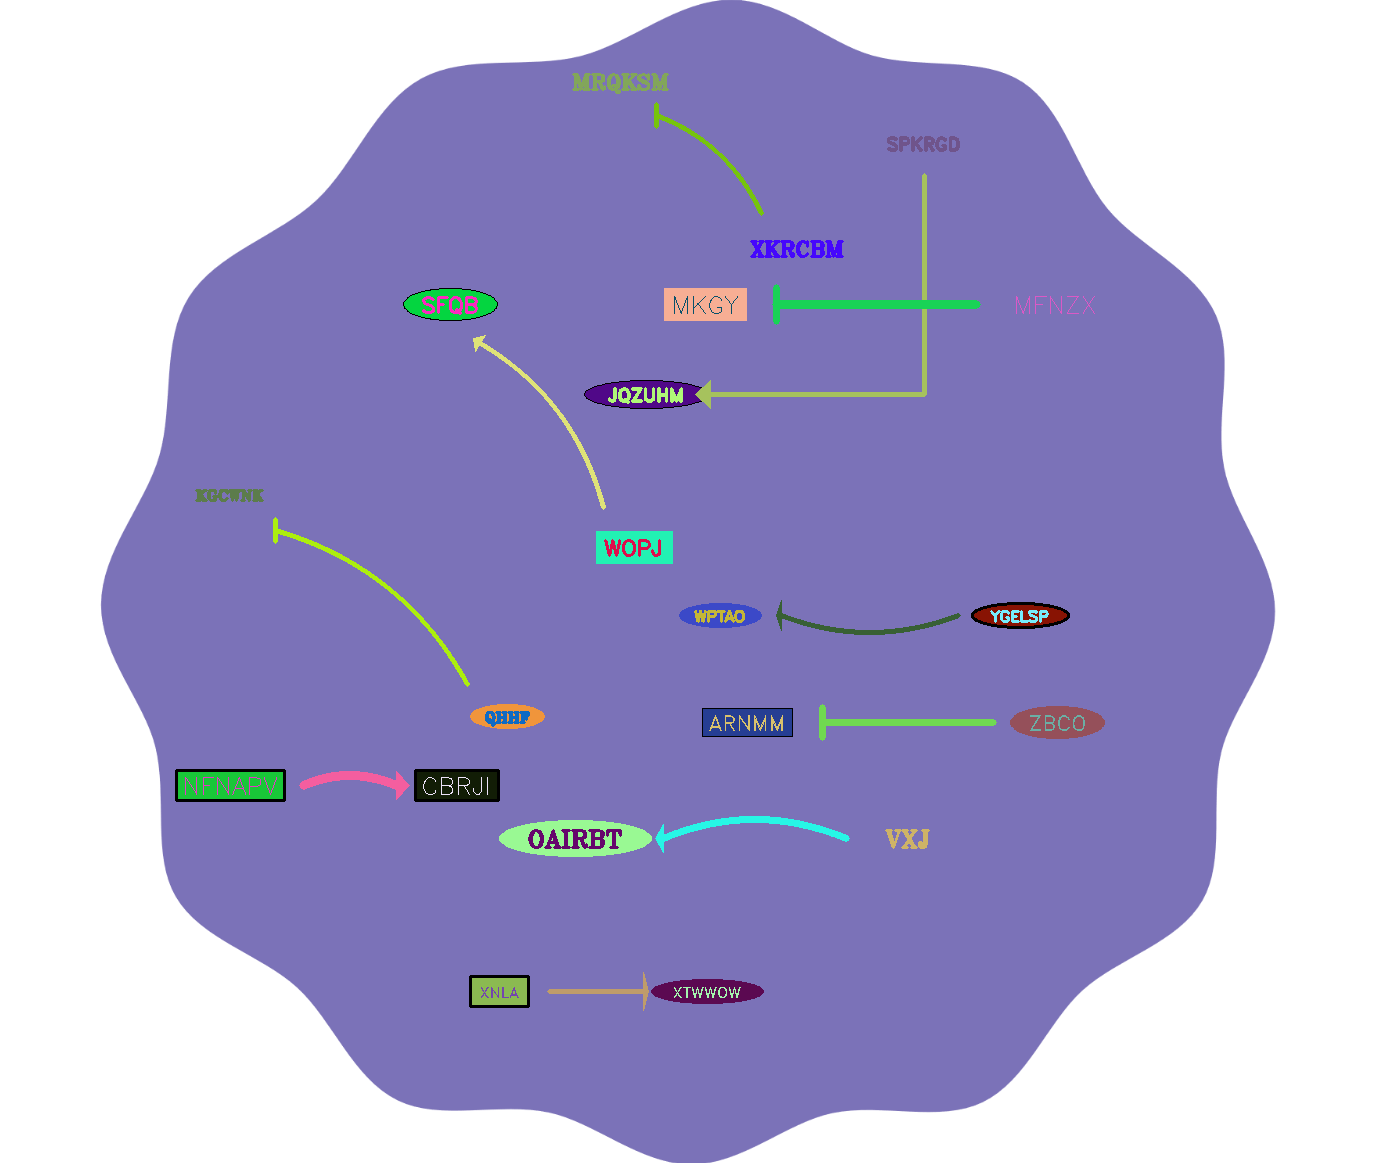 MRQKSM
SPKRGD
XKRCBM
SFQB
MKGY
MFNZX
JQZUHM
KGCWNK
WOPJ
WPTAO
YGELSP
QHHF
ARNMM
ZBCO
CBRJI
OAIRBT
VXJ
XNLA
XTWWOW